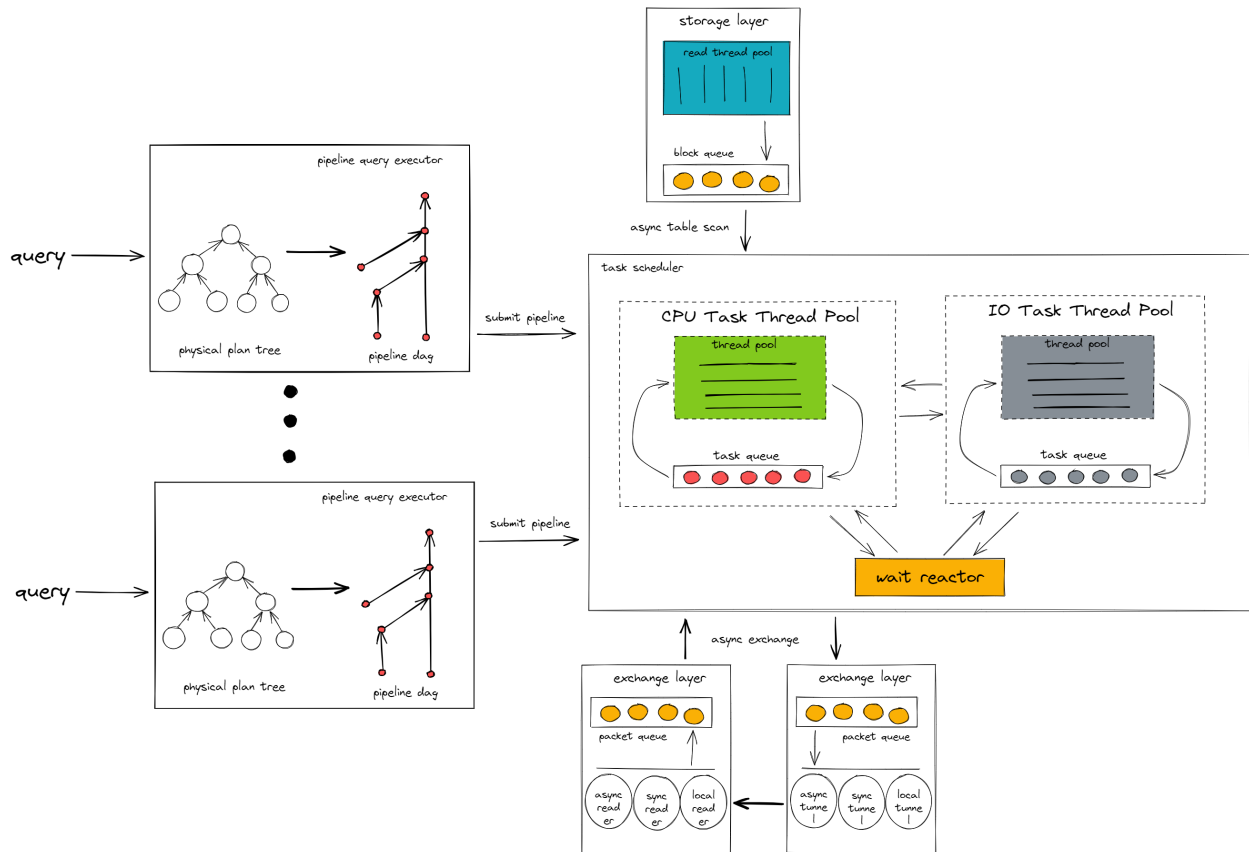 storage layer
read thread pool
block queue
async table scan
pipeline query executor
query
physical plan tree
pipeline dag
submit pipeline
pipeline query executor
query
physical plan tree
pipeline dag
submit pipeline
task scheduler
CPU Task Thread Pool
thread pool
task queue
IO Task Thread Pool
thread pool
task queue
wait reactor
async exchange
exchange layer
packet queue
async
read
er
sync
read
er
local
read
er
exchange layer
packet queue
async
tunne
l
sync
tunne
l
local
tunne
l